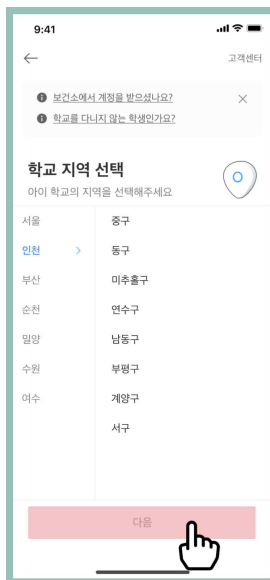 9:41
고객센터
보건소에서 계정을 받으셨나요?
학교를 다니지 않는 학생인가요?
학교 지역 선택
아이 학교의 지역을 선택해주세요
서울
중구
인천
동구
부산
미추홀구
순천
연수구
밀양
남동구
수원
부평구
여수
계양구
서구
다음